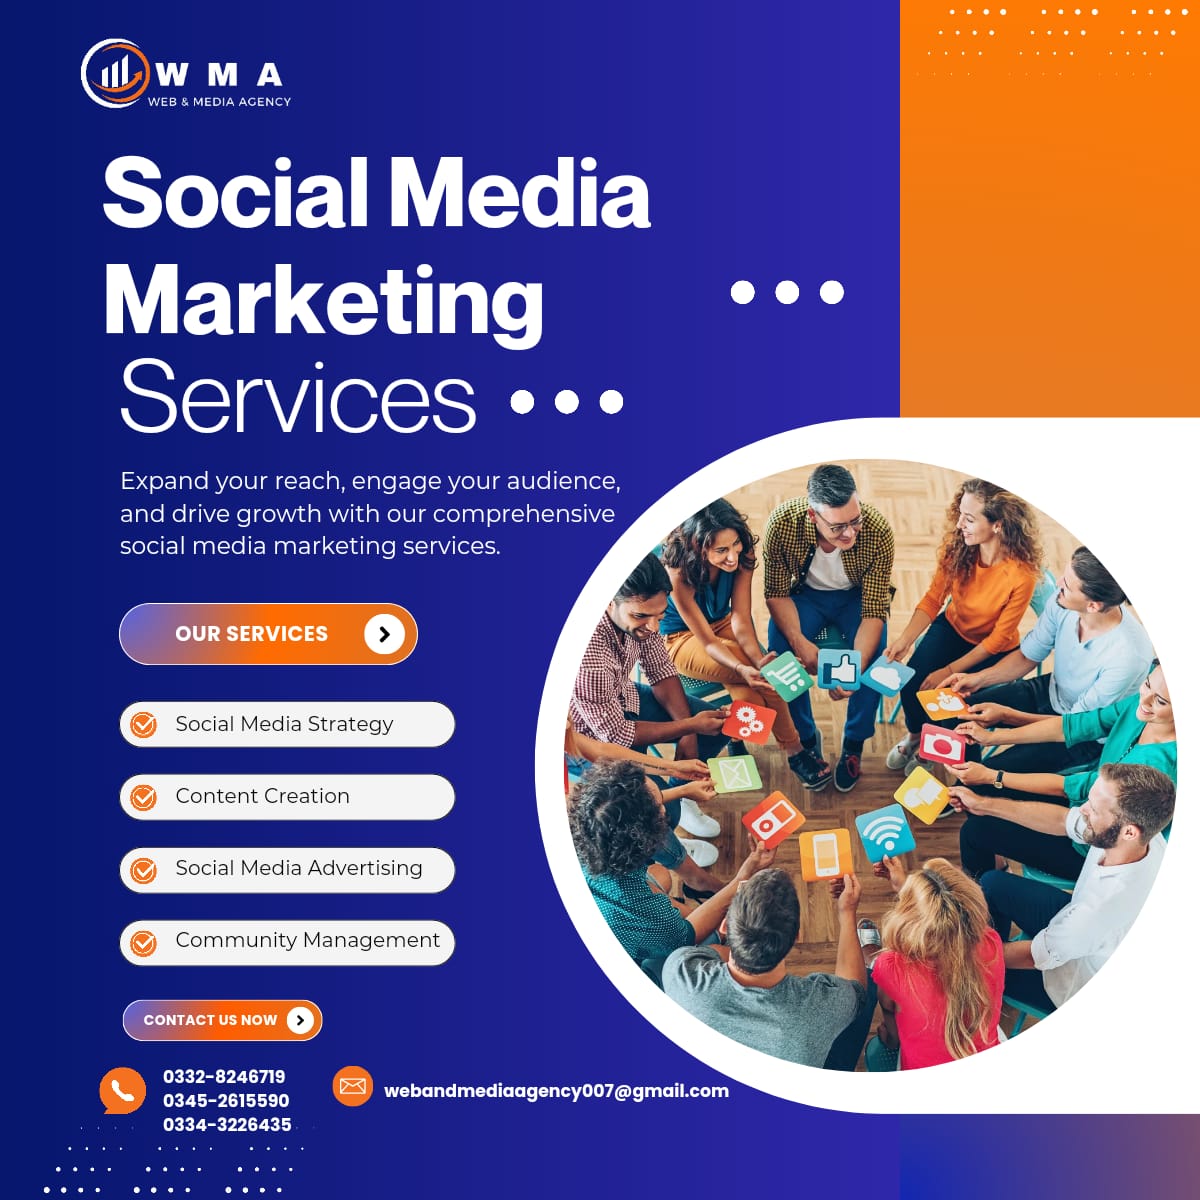 W M A
WEB & MEDIA AGENCY
Social Media
Marketing
Services
Expand your reach, engage your audience,
and drive growth with our comprehensive
social media marketing services.
OUR SERVICES
Social Media Strategy
Content Creation
Social Media Advertising
Community Management
CONTACT US NOW
0332-8246719
0345-2615590
0334-3226435
webandmediaagency007@gmail.com